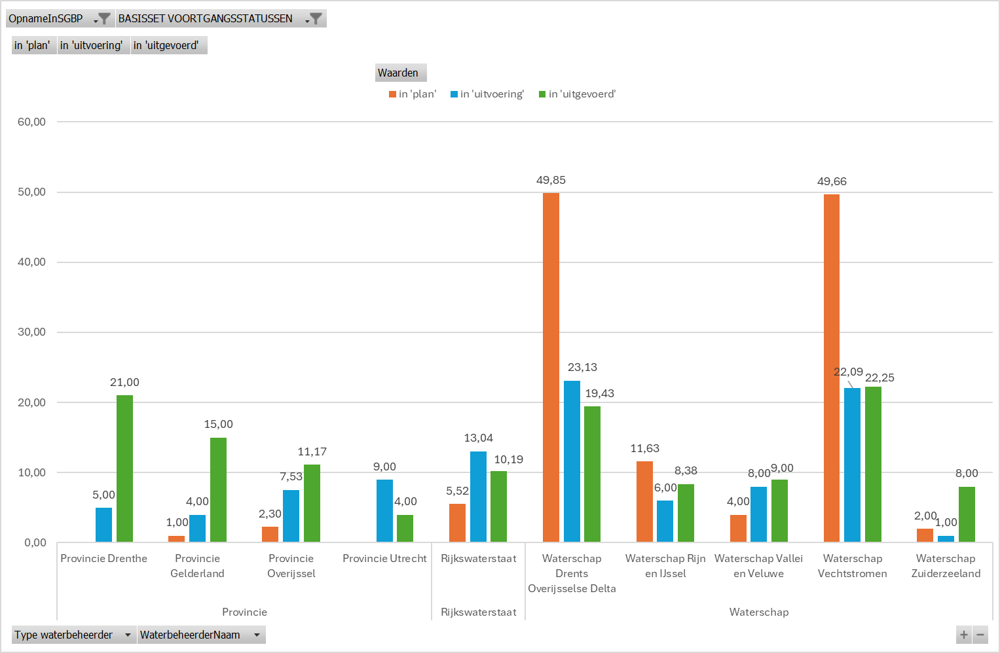 OpnameInSGBP BASISSET VOORTGANGSSTATUSSEN
in 'plan' in 'uitvoering' in 'uitgevoerd'
Waarden
in 'plan' in 'uitvoering' in 'uitgevoerd'
60,00
50,00
40,00
30,00
20,00
10,00
0,00
5,00 21,00
1,00 4,00 15,00
2,30 7,53 11,17
9,00 4,00
5,52 13,04 10,19
49,85 23,13 19,43
11,63 6,00 8,38
4,00 8,00 9,00
49,66 22,09 22,25
2,00 1,00 8,00
Provincie Drenthe
Provincie
Gelderland
Provincie
Overijssel
Provincie Utrecht
Rijkswaterstaat
Waterschap
Drents
Overijsselse Delta
Waterschap Rijn
en IJssel
Waterschap Vallei
en Veluwe
Waterschap
Vechtstromen
Waterschap
Zuiderzeeland
Provincie Rijkswaterstaat Waterschap
Type waterbeheerder WaterbeheerderNaam
+ −